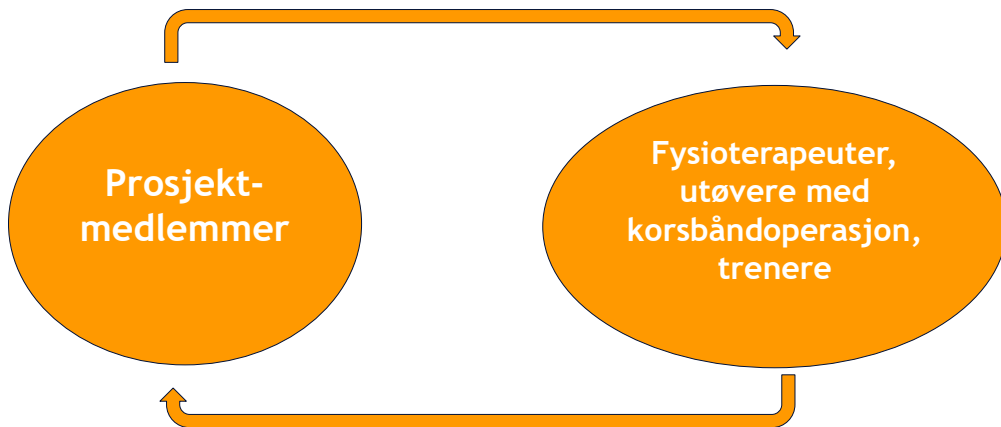 Prosjekt-
medlemmer
Fysioterapeuter,
utøvere med
korsbåndoperasjon,
trenere